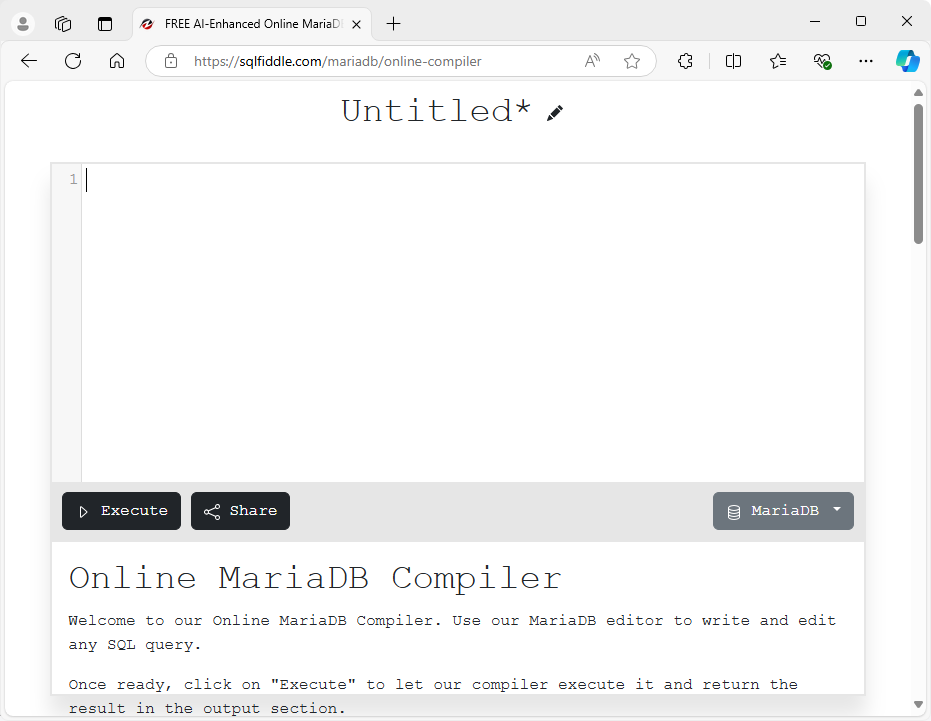 FREE AI-Enhanced Online MariaD
https://sqlfiddle.com/mariadb/online-compiler
Untitled*
1
Execute
Share
MariaDB
Online MariaDB Compiler
Welcome to our Online MariaDB Compiler. Use our MariaDB editor to write and edit
any SQL query.
Once ready, click on "Execute" to let our compiler execute it and return the
result in the output section.